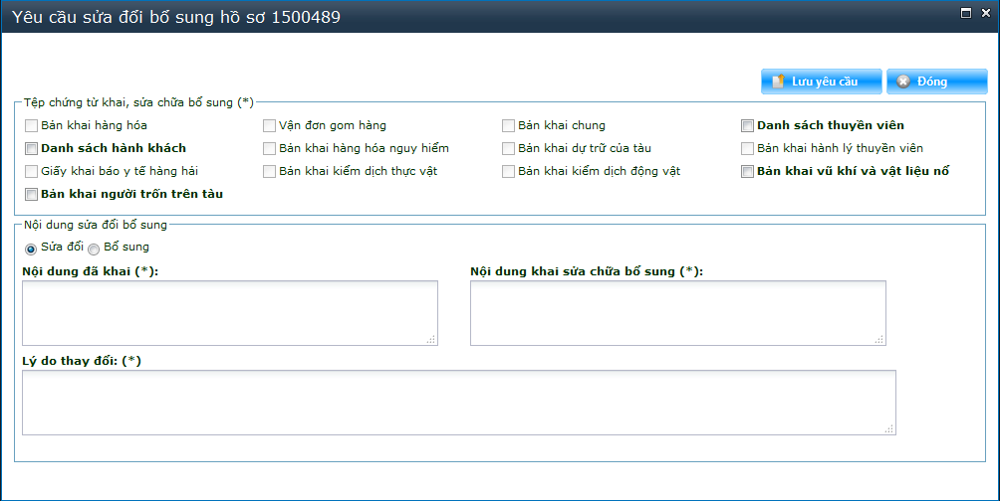 Yêu cầu sửa đổi bổ sung hồ sơ 1500489
Lưu yêu cầu Đóng
Tệp chứng từ khai, sửa chữa bổ sung (*)
Bản khai hàng hóa Vận đơn gom hàng Bản khai chung Danh sách thuyền viên
Danh sách hành khách Bản khai hàng hóa nguy hiểm Bản khai dự trữ của tàu Bản khai hành lý thuyền viên
Giấy khai báo y tế hàng hải Bản khai kiểm dịch thực vật Bản khai kiểm dịch động vật Bản khai vũ khí và vật liệu nổ
Bản khai người trốn trên tàu
Nội dung sửa đổi bổ sung
Sửa đổi Bổ sung
Nội dung đã khai (*): Nội dung khai sửa chữa bổ sung (*):
Lý do thay đổi: (*)